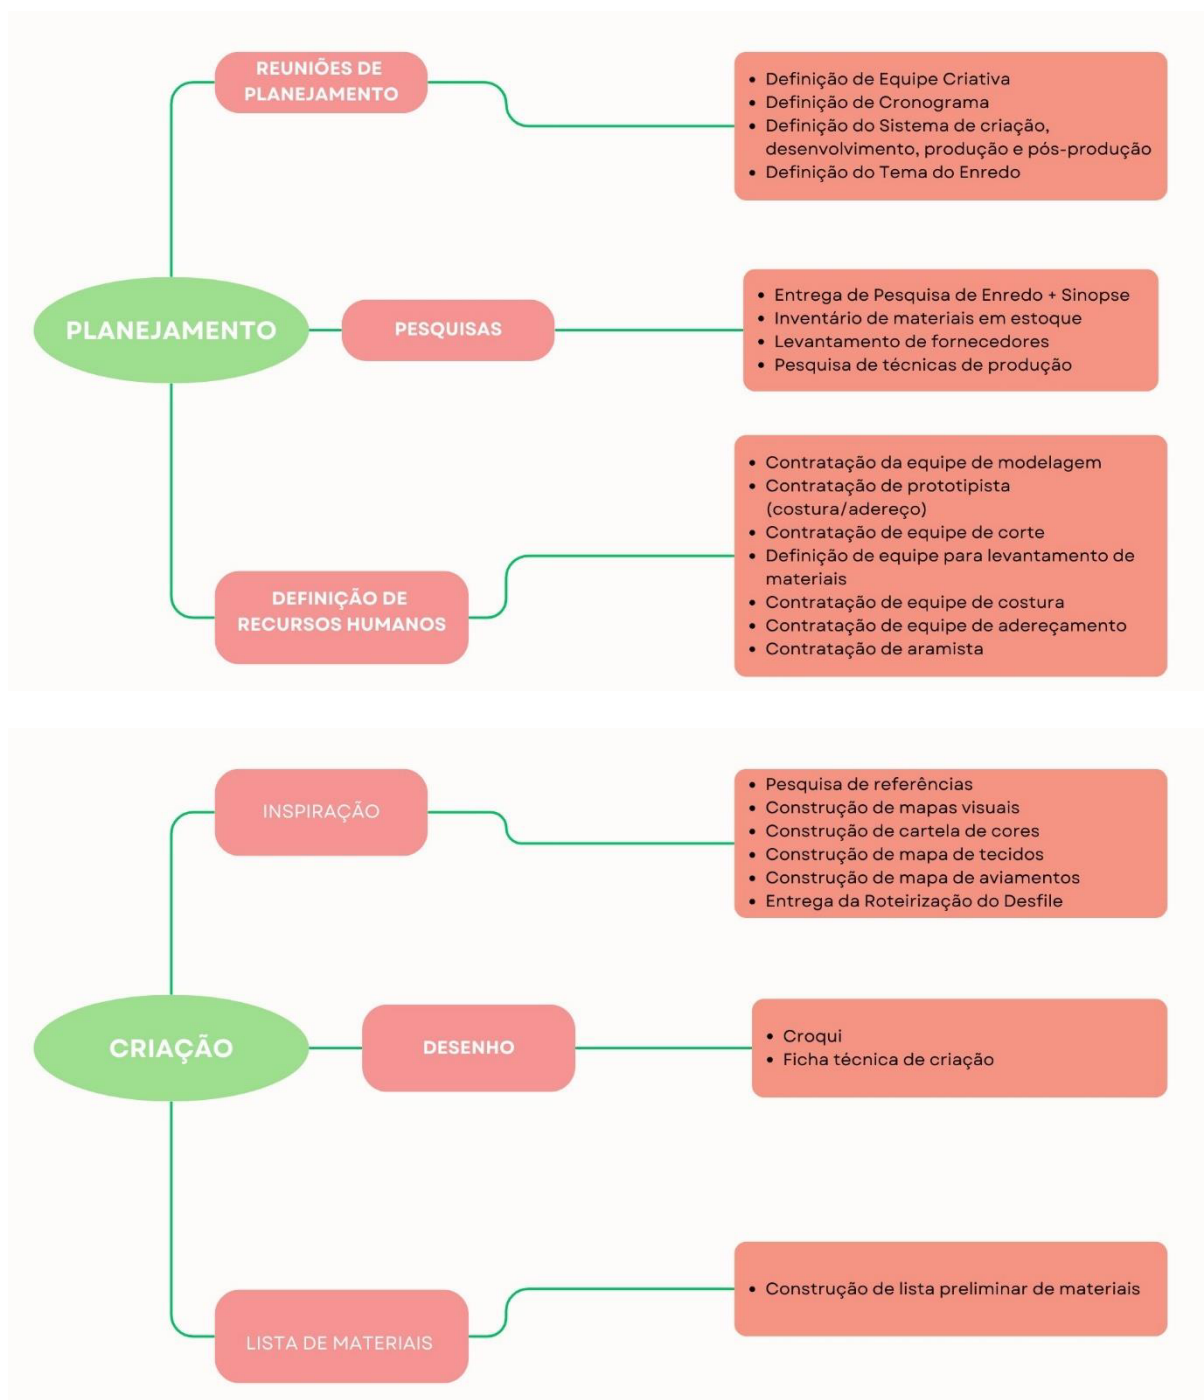 REUNIÕES DE
PLANEJAMENTO
• Definição de Equipe Criativa
• Definição de Cronograma
• Definição do Sistema de criação,
desenvolvimento, produção e pós-produção
• Definição do Tema do Enredo
PLANEJAMENTO
PESQUISAS
• Entrega de Pesquisa de Enredo + Sinopse
• Inventário de materiais em estoque
• Levantamento de fornecedores
• Pesquisa de técnicas de produção
DEFINIÇÃO DE
RECURSOS HUMANOS
• Contratação da equipe de modelagem
• Contratação de prototipista
(costura/adereço)
• Contratação de equipe de corte
• Definição de equipe para levantamento de
materiais
• Contratação de equipe de costura
• Contratação de equipe de adereçamento
• Contratação de aramista
INSPIRAÇÃO
• Pesquisa de referências
• Construção de mapas visuais
• Construção de cartela de cores
• Construção de mapa de tecidos
• Construção de mapa de aviamentos
• Entrega da Roteirização do Desfile
CRIAÇÃO
DESENHO
• Croqui
• Ficha técnica de criação
LISTA DE MATERIAIS
• Construção de lista preliminar de materiais